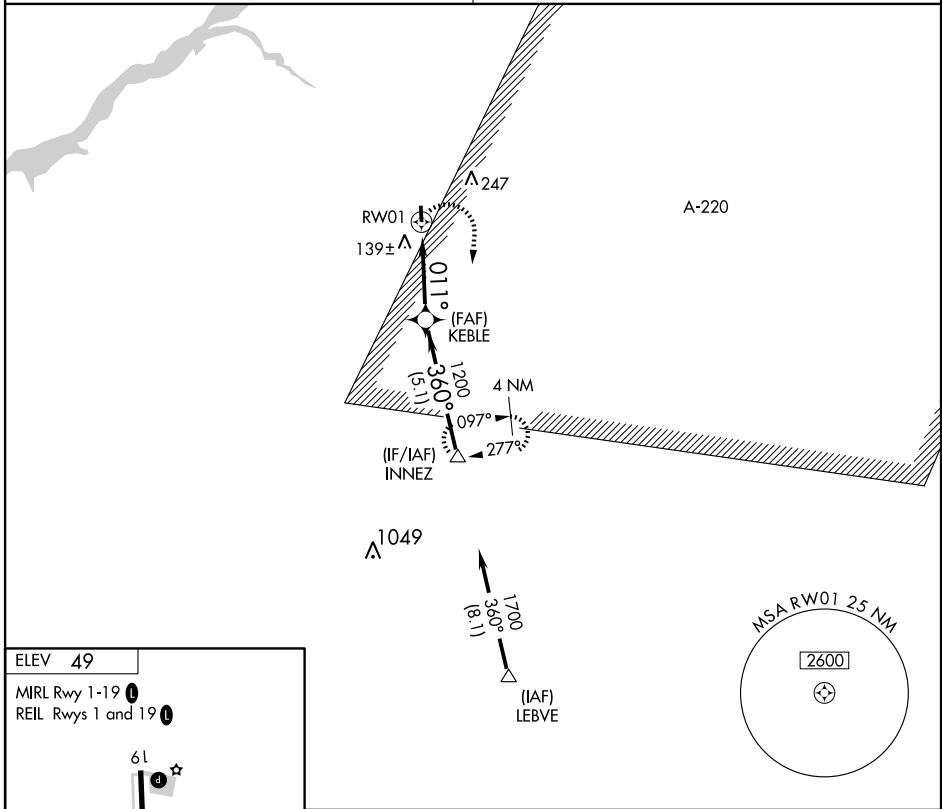 247
A-220
RW01
139±
011°
(FAF)
KEBLE
1200
360°
(5.1)
4 NM
097°
277°
(IF/IAF)
INNEZ
1049
1700
360°
(8.1)
(IAF)
LEBVE
MSA RW01 25 NM
2600
ELEV 49
MIRL Rwy 1-19 L
REIL Rwys 1 and 19 L
19
P